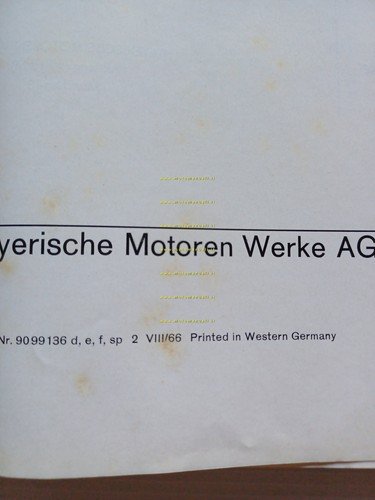 yerische Motoren Werke AG
Nr. 9099136 d, e, f, sp 2 VIII/66 Printed in Western Germany